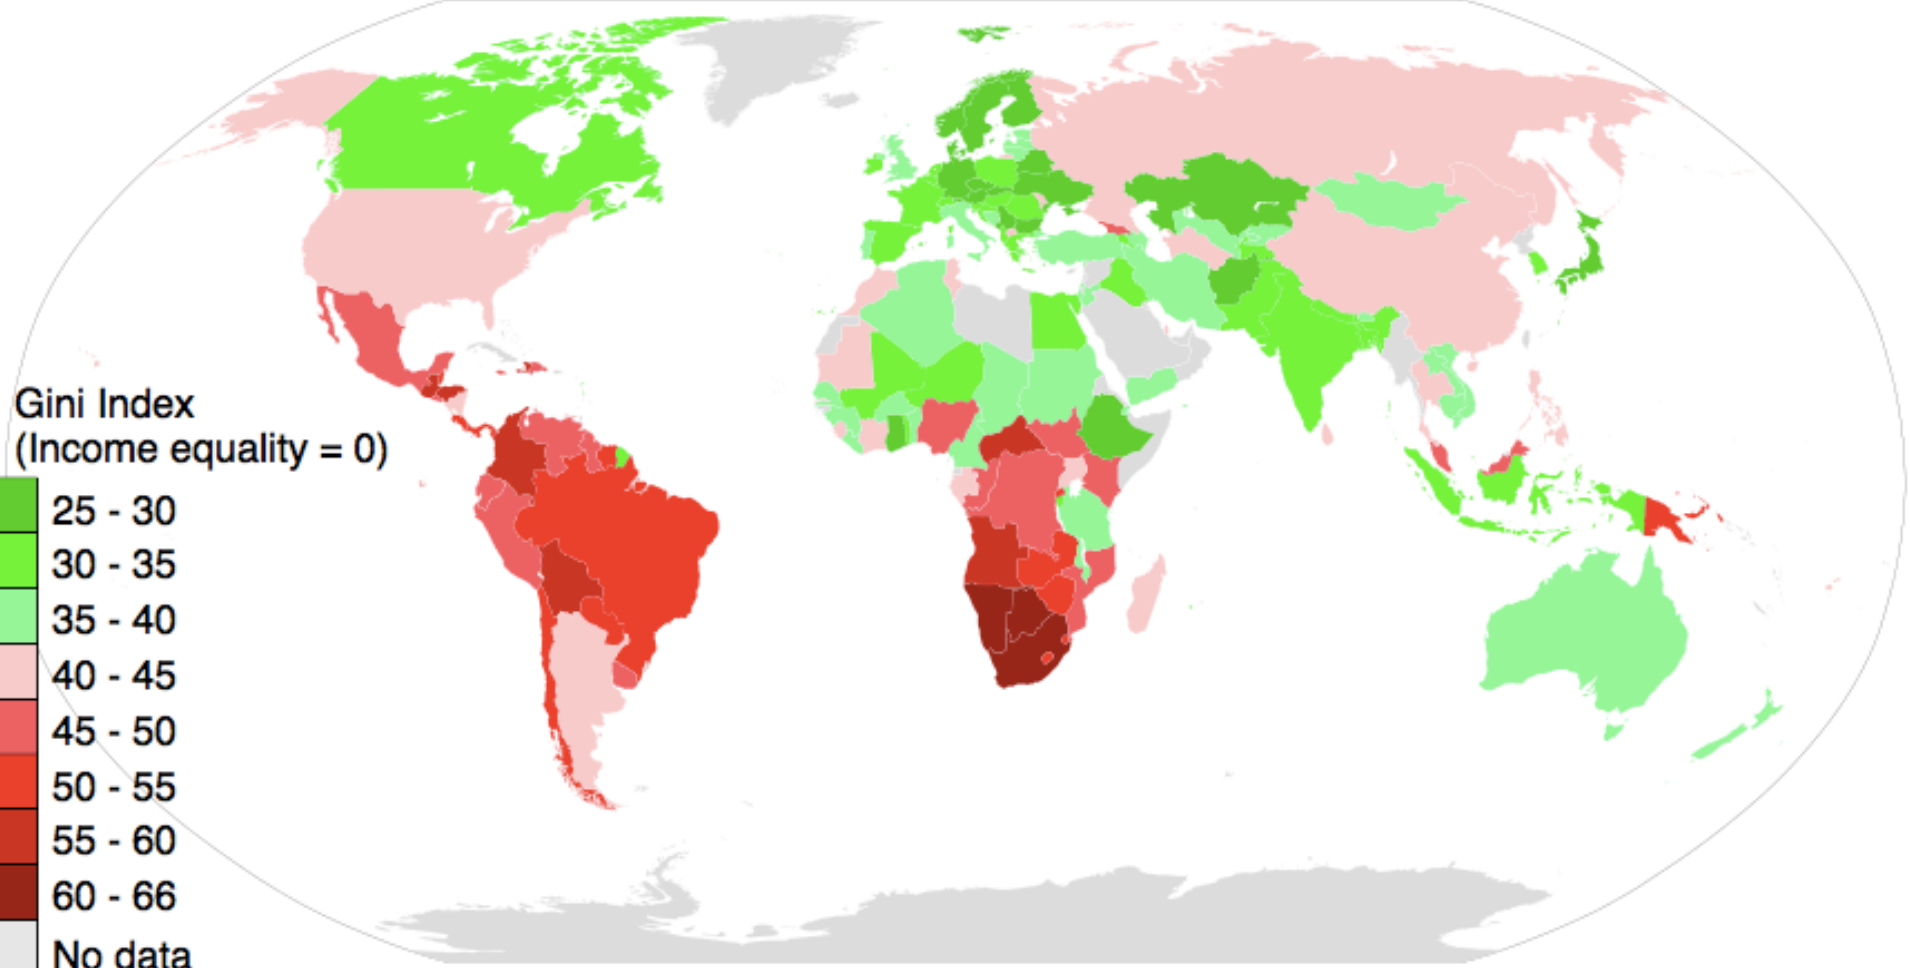 Gini Index
(Income equality = 0)
25 - 30
30 - 35
35 - 40
40 - 45
45 - 50
50 - 55
55 - 60
60 - 66
No data